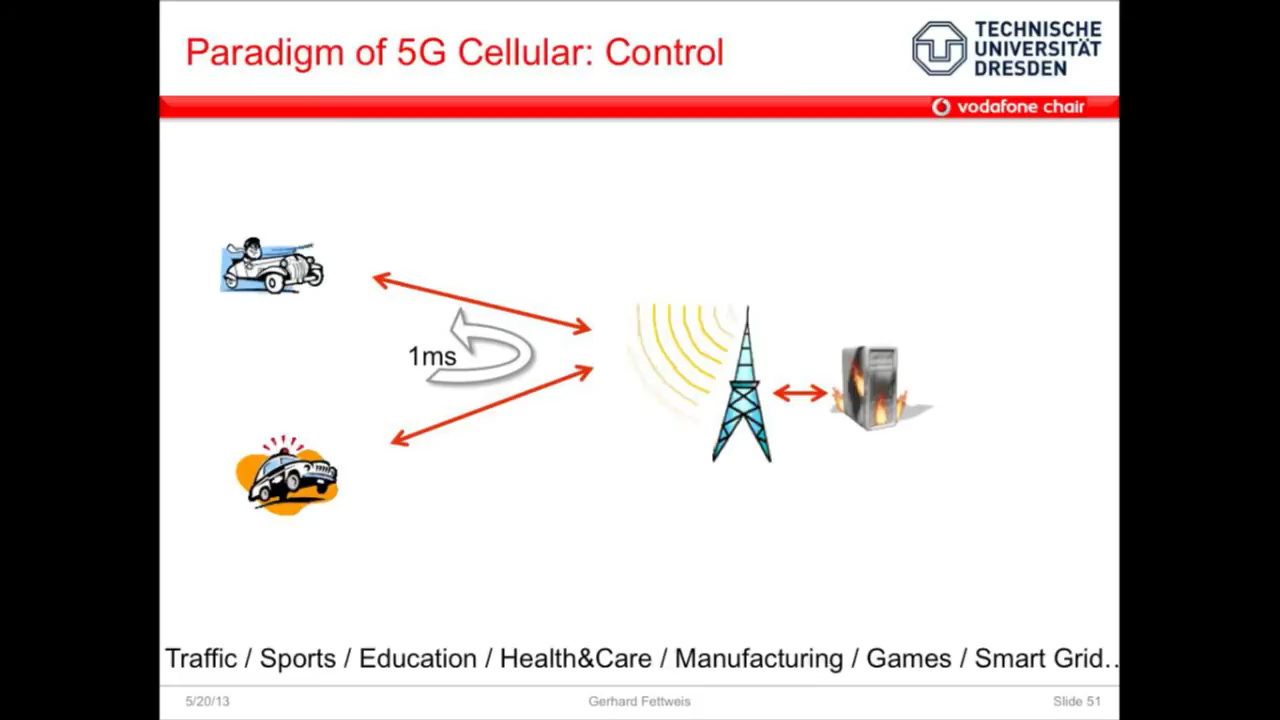 Paradigm of 5G Cellular: Control
TECHNISCHE
UNIVERSITÄT
DRESDEN
vodafone chair
1ms
Traffic / Sports / Education / Health&Care / Manufacturing / Games / Smart Grid..
5/20/13
Gerhard Fettweis
Slide 51